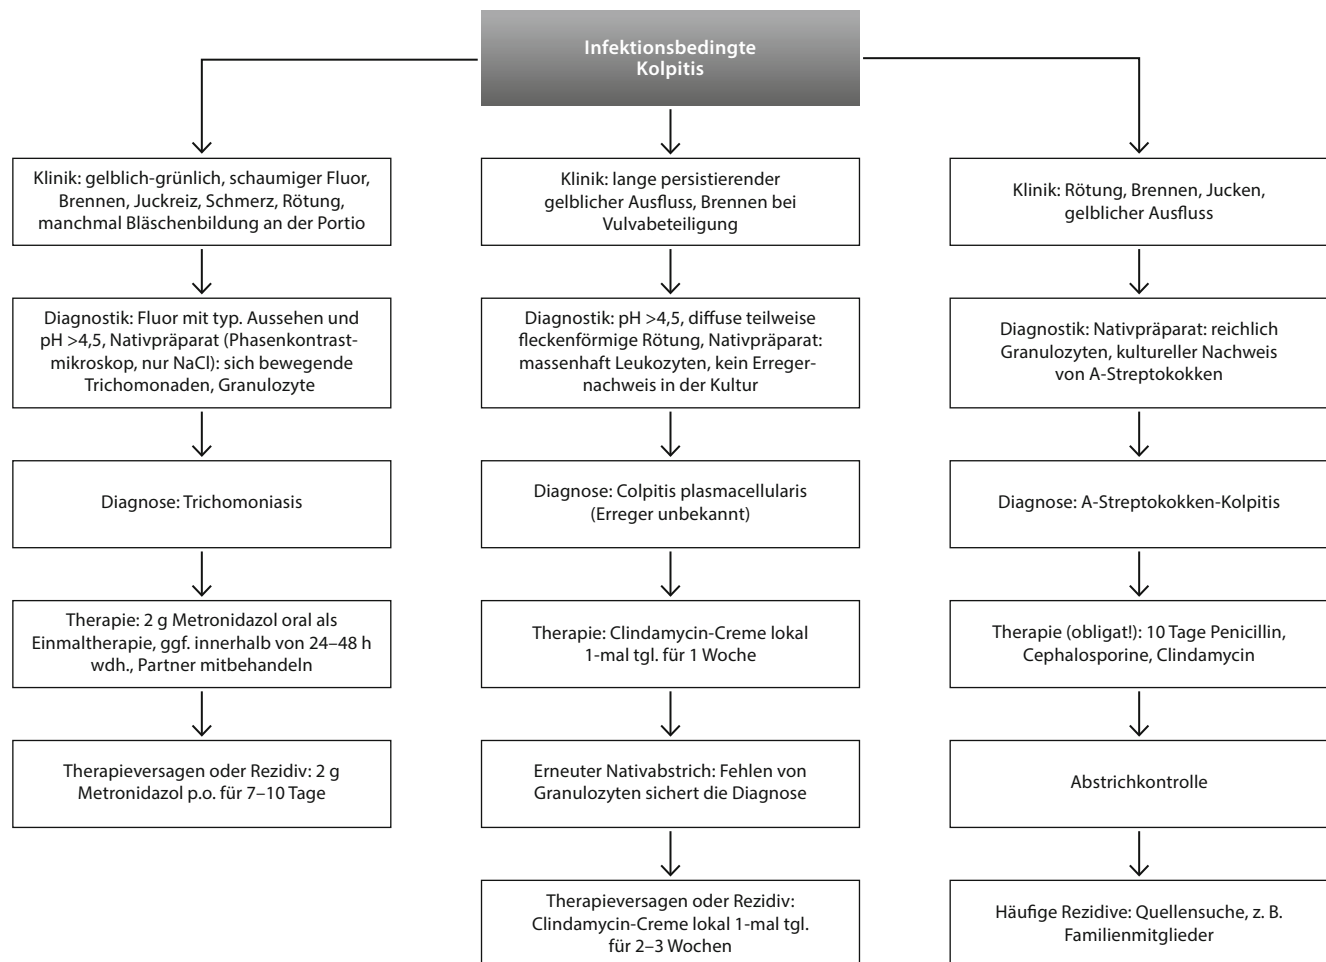 Infektionsbedingte
Kolpitis
Klinik: gelblich-grünlich, schaumiger Fluor,
Brennen, Juckreiz, Schmerz, Rötung,
manchmal Bläschenbildung an der Portio
Diagnostik: Fluor mit typ. Aussehen und
pH >4,5, Nativpräparat (Phasenkontrast-
mikroskop, nur NaCl): sich bewegende
Trichomonaden, Granulozyte
Diagnose: Trichomoniasis
Therapie: 2 g Metronidazol oral als
Einmaltherapie, ggf. innerhalb von 24–48 h
wdh., Partner mitbehandeln
Therapieversagen oder Rezidiv: 2 g
Metronidazol p.o. für 7–10 Tage
Klinik: lange persistierender
gelblicher Ausfluss, Brennen bei
Vulvabeteiligung
Diagnostik: pH >4,5, diffuse teilweise
fleckenförmige Rötung, Nativpräparat:
massenhaft Leukozyten, kein Erreger-
nachweis in der Kultur
Diagnose: Colpitis plasmacellularis
(Erreger unbekannt)
Therapie: Clindamycin-Creme lokal
1-mal tgl. für 1 Woche
Erneuter Nativabstrich: Fehlen von
Granulozyten sichert die Diagnose
Therapieversagen oder Rezidiv:
Clindamycin-Creme lokal 1-mal tgl.
für 2–3 Wochen
Klinik: Rötung, Brennen, Jucken,
gelblicher Ausfluss
Diagnostik: Nativpräparat: reichlich
Granulozyten, kultureller Nachweis
von A-Streptokokken
Diagnose: A-Streptokokken-Kolpitis
Therapie (obligat!): 10 Tage Penicillin,
Cephalosporine, Clindamycin
Abstrichkontrolle
Häufige Rezidive: Quellensuche, z. B.
Familienmitglieder